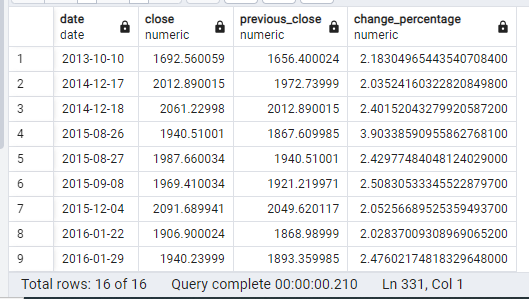 date close previous_close change_percentage
date numeric numeric numeric
1 2013-10-10 1692.560059 1656.400024 2.18304965443540708400
2 2014-12-17 2012.890015 1972.73999 2.03524160322820849800
3 2014-12-18 2061.22998 2012.890015 2.40152043279920587200
4 2015-08-26 1940.51001 1867.609985 3.90338590955862768100
5 2015-08-27 1987.660034 1940.51001 2.42977484048124029000
6 2015-09-08 1969.410034 1921.219971 2.50830533345522879700
7 2015-12-04 2091.689941 2049.620117 2.05256689525359493700
8 2016-01-22 1906.900024 1868.98999 2.02837009308969065200
9 2016-01-29 1940.23999 1893.359985 2.47602174818329648000
Total rows: 16 of 16 Query complete 00:00:00.210 Ln 331, Col 1